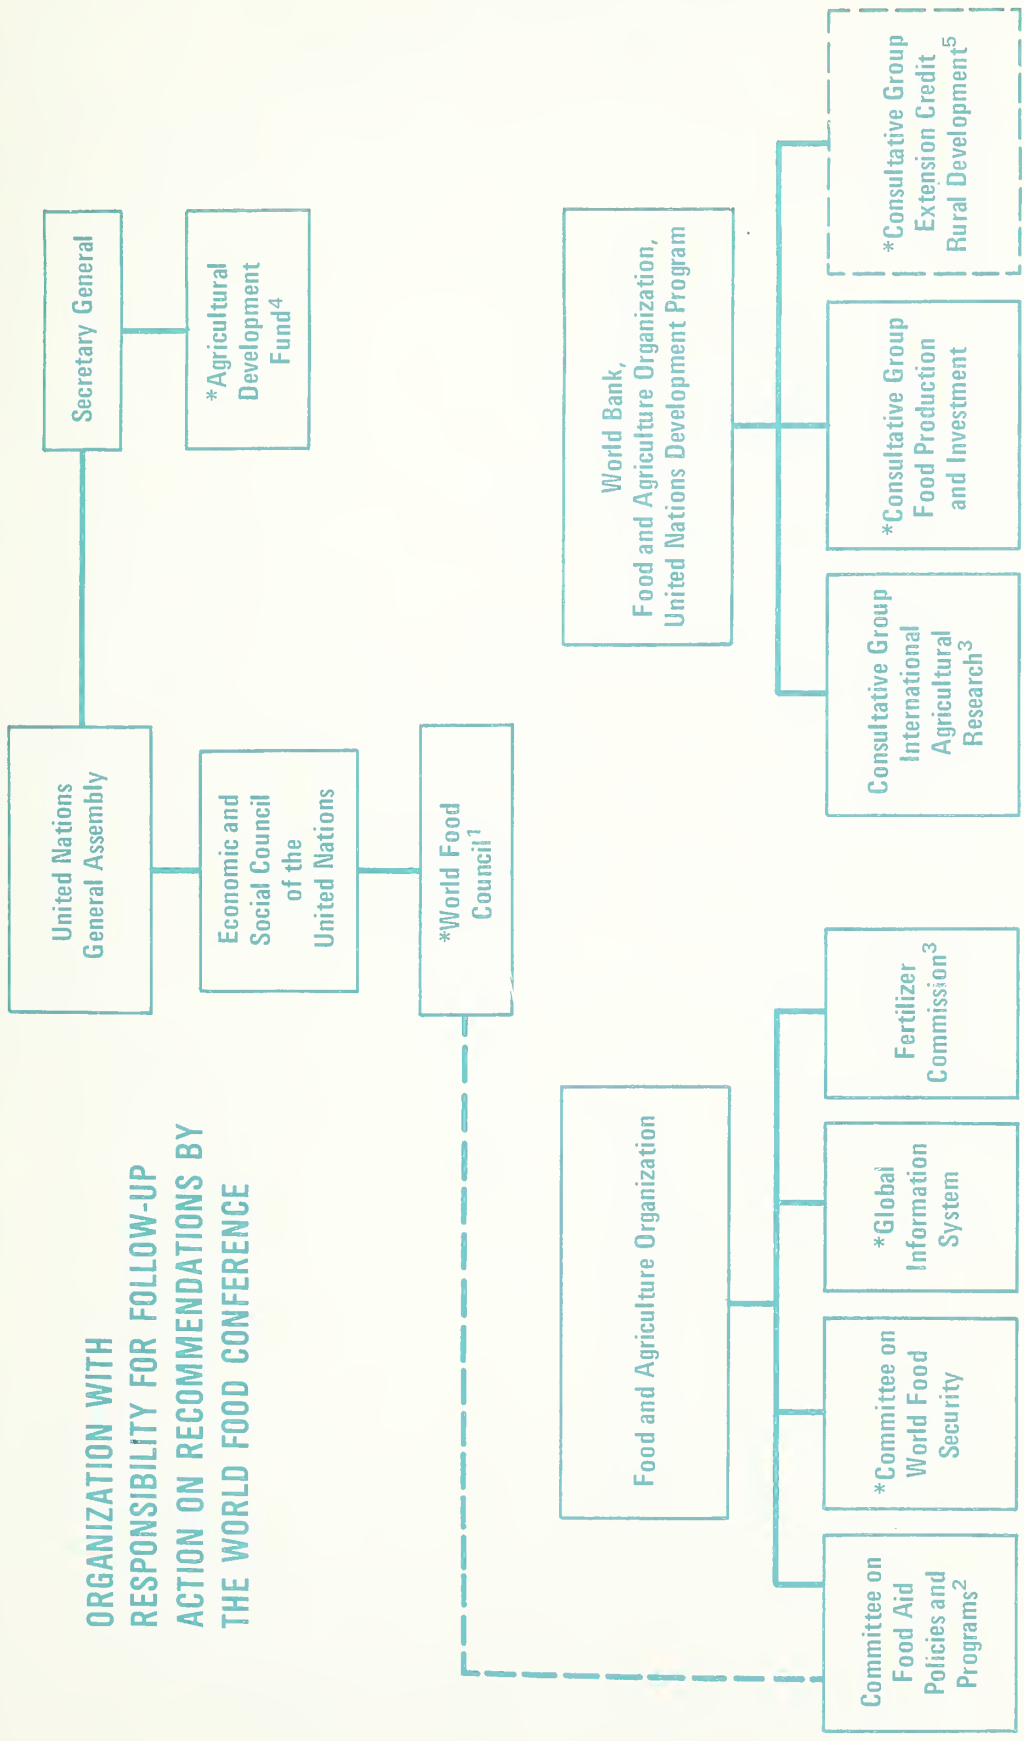 ORGANIZATION WITH
RESPONSIBILITY FOR FOLLOW-UP
ACTION ON RECOMMENDATIONS BY
THE WORLD FOOD CONFERENCE
United Nations
General Assembly
Secretary General
Economic and
Social Council
of the
United Nations
*Agricultural
Development
Fund4
*World Food
Council1
Food and Agriculture Organization
World Bank,
Food and Agriculture Organization,
United Nations Development Program
Committee on
Food Aid
Policies and
Programs2
*Committee on
World Food
Security
*Global
Information
System
Fertilizer
Commission3
Consultative Group
International
Agricultural
Research3
*Consultative Group
Food Production
and Investment
*Consultative Group
Extension Credit
Rural Development5